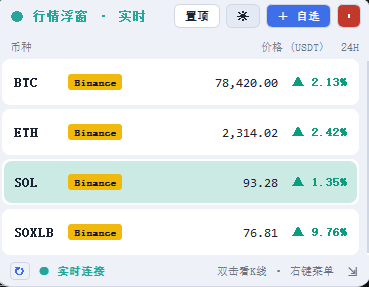 行情浮窗 · 实时 置顶 + 自选
币种 价格 (USDT) 24H
BTC Binance 78,420.00 ▲ 2.13%
ETH Binance 2,314.02 ▲ 2.42%
SOL Binance 93.28 ▲ 1.35%
SOXLB Binance 76.81 ▲ 9.76%
实时连接 双击看K线 · 右键菜单